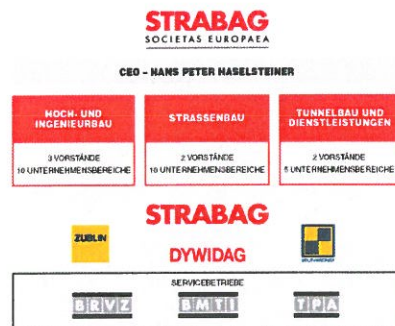 STRABAG
SOCIETAS EUROPAEA
CEO – HANS PETER HASELSTEINER
HOCH- UND
INGENIEURBAU
STRASSENBAU
TUNNELBAU UND
DIENSTLEISTUNGEN
3 VORSTÄNDE
10 UNTERNEHMENSBEREICHE
2 VORSTÄNDE
10 UNTERNEHMENSBEREICHE
2 VORSTÄNDE
5 UNTERNEHMENSBEREICHE
STRABAG
ZÜBLIN
DYWIDAG
SERVICEBETRIEBE
BRVZ
BMTI
TPA